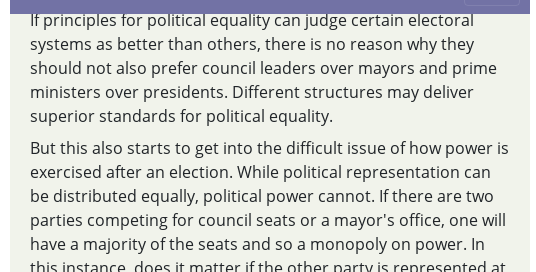 If principles for political equality can judge certain electoral
systems as better than others, there is no reason why they
should not also prefer council leaders over mayors and prime
ministers over presidents. Different structures may deliver
superior standards for political equality.
But this also starts to get into the difficult issue of how power is
exercised after an election. While political representation can
be distributed equally, political power cannot. If there are two
parties competing for council seats or a mayor's office, one will
have a majority of the seats and so a monopoly on power. In
this instance, does it matter if the other party is represented at